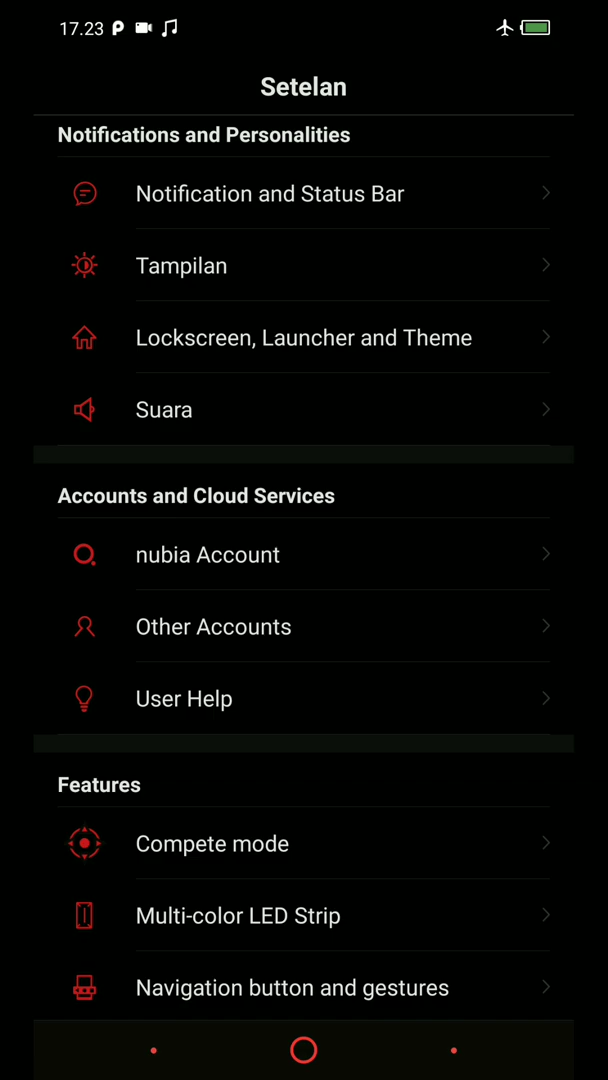 17.23
Setelan
Notifications and Personalities
Notification and Status Bar
Tampilan
Lockscreen, Launcher and Theme
Suara
Accounts and Cloud Services
nubia Account
Other Accounts
User Help
Features
Compete mode
Multi-color LED Strip
Navigation button and gestures